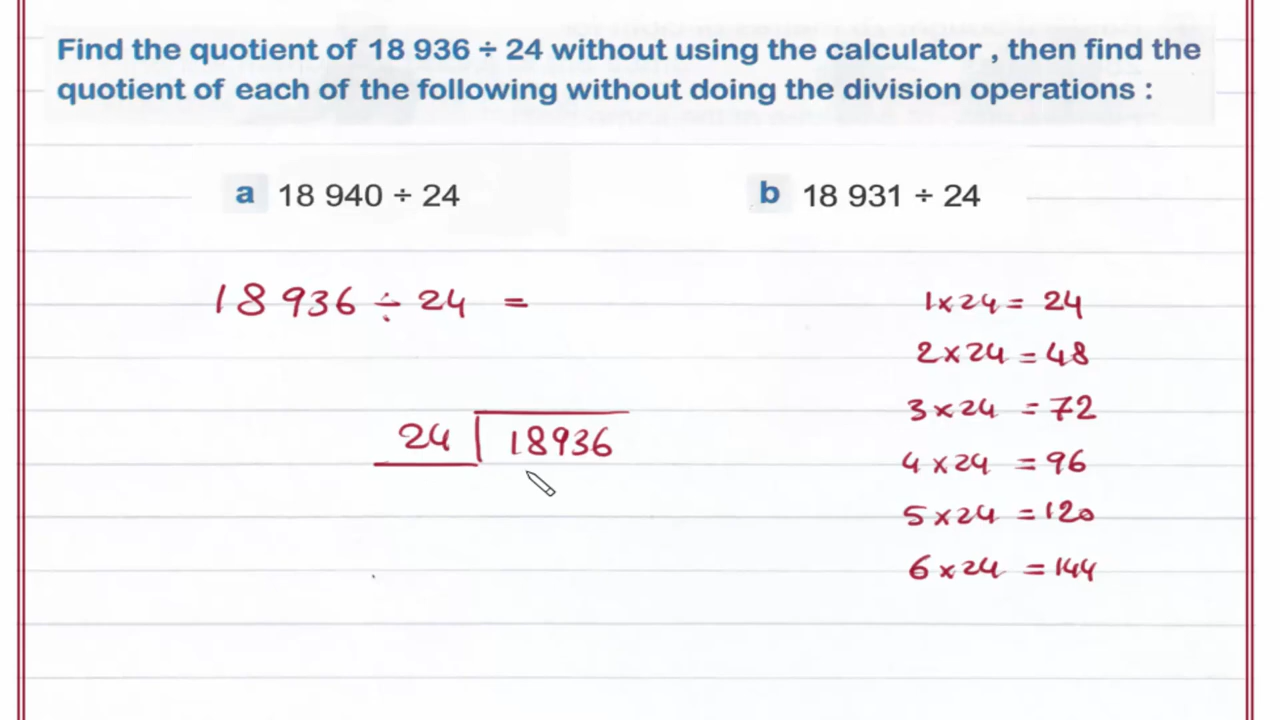 Find the quotient of 18 936 ÷ 24 without using the calculator , then find the
quotient of each of the following without doing the division operations :
a 18 940 ÷ 24
b 18 931 ÷ 24
18 936 ÷ 24 =
24 18936
1 × 24 = 24
2 × 24 = 48
3 × 24 = 72
4 × 24 = 96
5 × 24 = 120
6 × 24 = 144